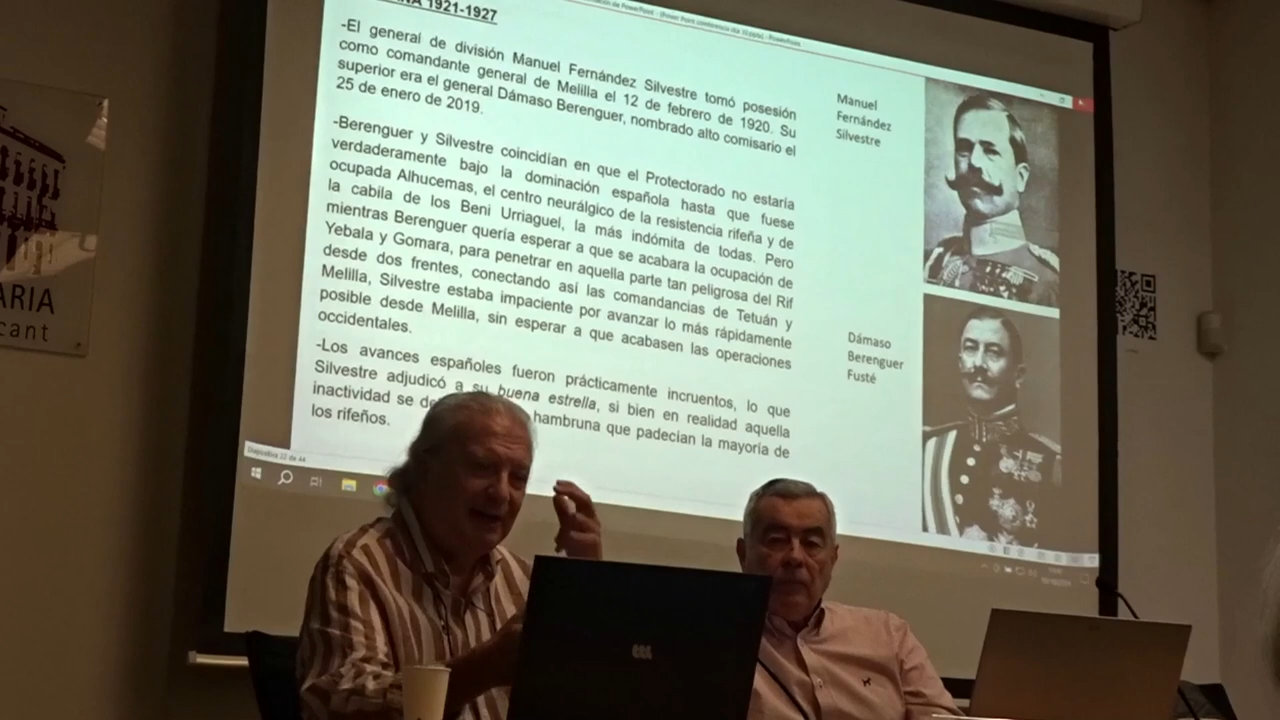 NA 1921-1927
-El general de división Manuel Fernández Silvestre tomó posesión
como comandante general de Melilla el 12 de febrero de 1920. Su
superior era el general Dámaso Berenguer, nombrado alto comisario el
25 de enero de 2019.
-Berenguer y Silvestre coincidían en que el Protectorado no estaría
verdaderamente bajo la dominación española hasta que fuese
ocupada Alhucemas, el centro neurálgico de la resistencia rifeña y de
la cabila de los Beni Urriaguel, la más indómita de todas. Pero
mientras Berenguer quería esperar a que se acabara la ocupación de
Yebala y Gomara, para penetrar en aquella parte tan peligrosa del Rif
desde dos frentes, conectando así las comandancias de Tetuán y
Melilla, Silvestre estaba impaciente por avanzar lo más rápidamente
posible desde Melilla, sin esperar a que acabasen las operaciones
occidentales.
-Los avances españoles fueron prácticamente incruentos, lo que
Silvestre adjudicó a su buena estrella, si bien en realidad aquella
inactividad se de hambruna que padecían la mayoría de
los rifeños.
Manuel
Fernández
Silvestre
Dámaso
Berenguer
Fusté
Diapositiva 22 de 44
ARIA
cant